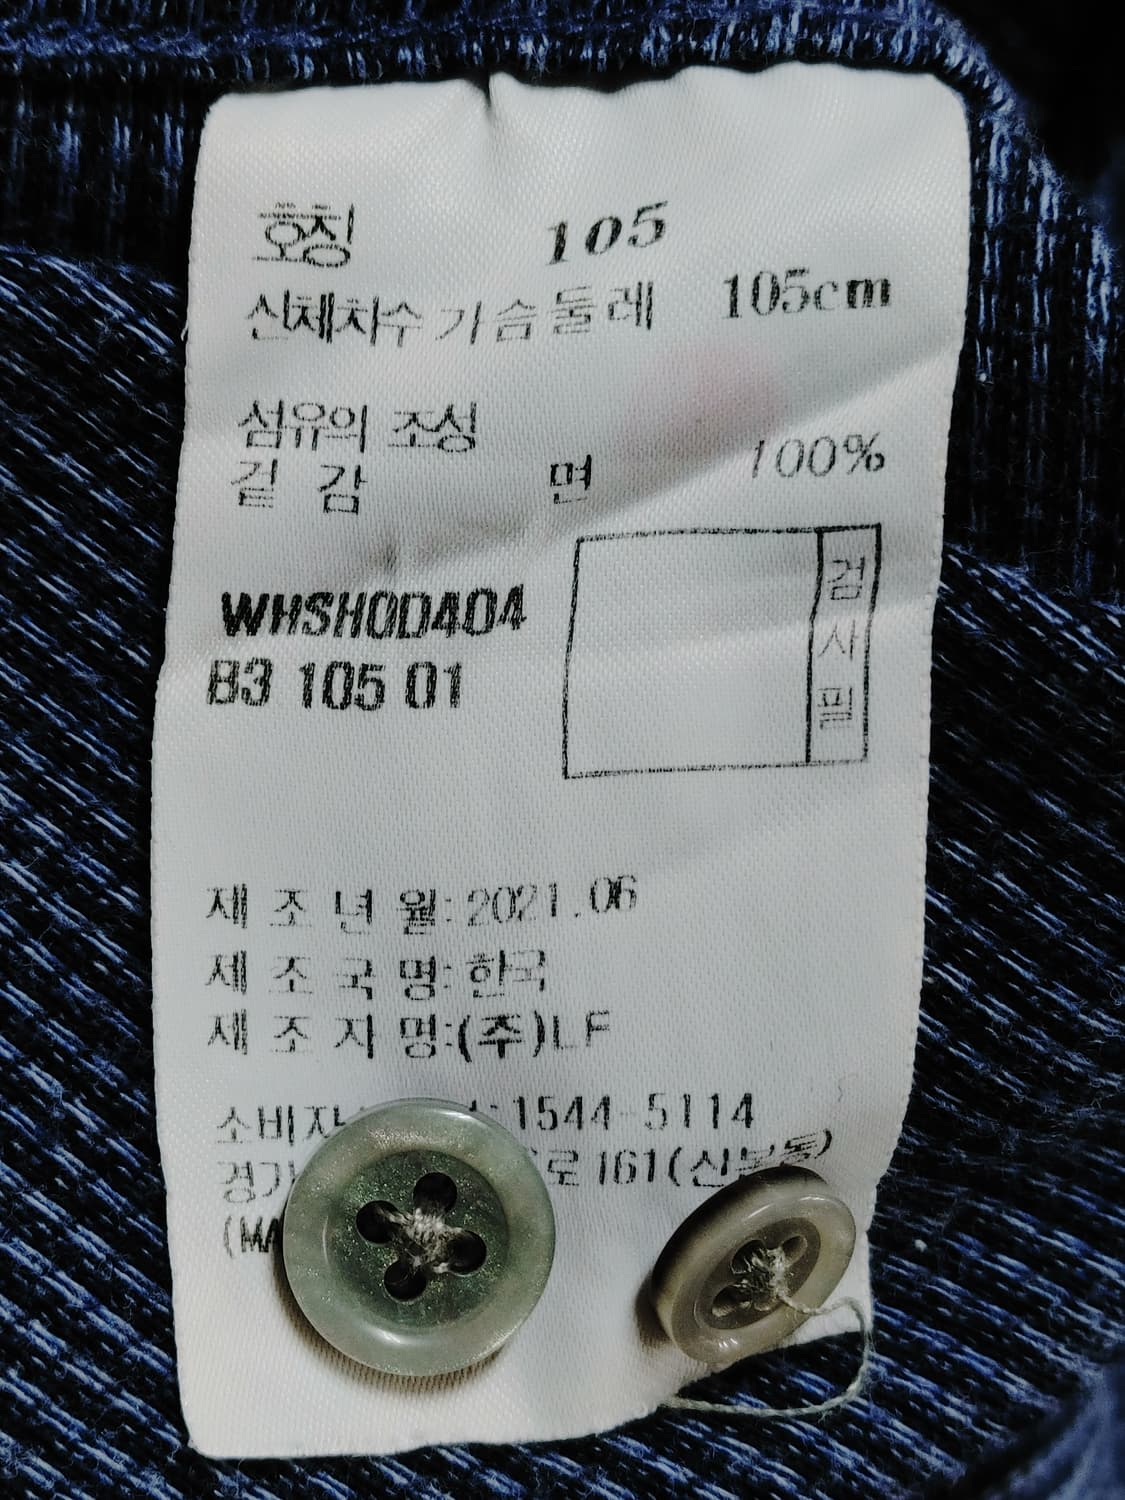 호칭 105
신체치수 가슴둘레 105cm
섬유의 조성
겉 감 면 100%
WHSH0D404
B3 105 01
검
사
필
제 조 년 월: 2021.06
제 조 국 명: 한국
제 조 자 명:(주)LF
1544-5114
161(신분동)